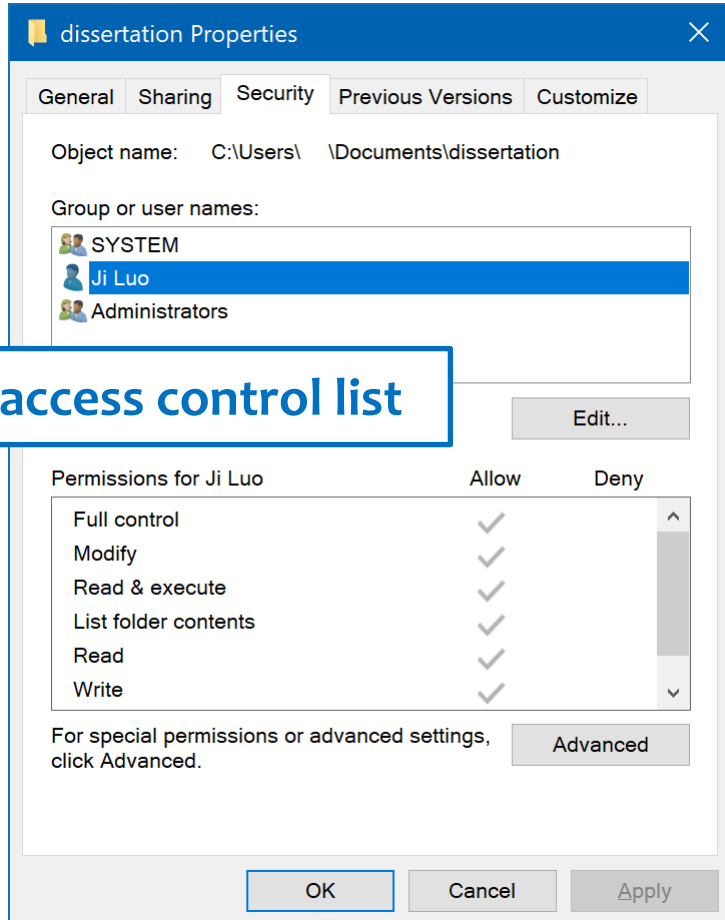 dissertation Properties
General Sharing Security Previous Versions Customize
Object name: C:\Users\ \Documents\dissertation
Group or user names:
SYSTEM
Ji Luo
Administrators
access control list
Edit...
Permissions for Ji Luo Allow Deny
Full control
Modify
Read & execute
List folder contents
Read
Write
For special permissions or advanced settings, click Advanced.
Advanced
OK Cancel Apply